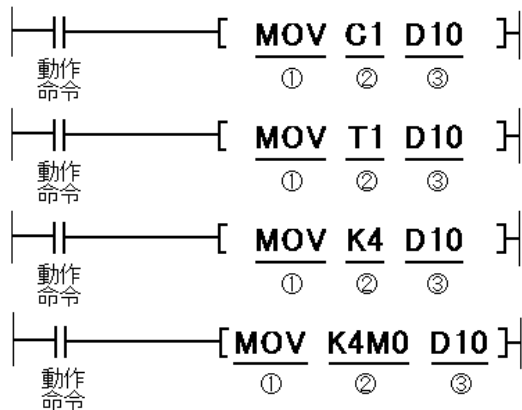 [ MOV C1 D10 ]
① ② ③
動作
命令
[ MOV T1 D10 ]
① ② ③
動作
命令
[ MOV K4 D10 ]
① ② ③
動作
命令
[ MOV K4M0 D10 ]
① ② ③
動作
命令